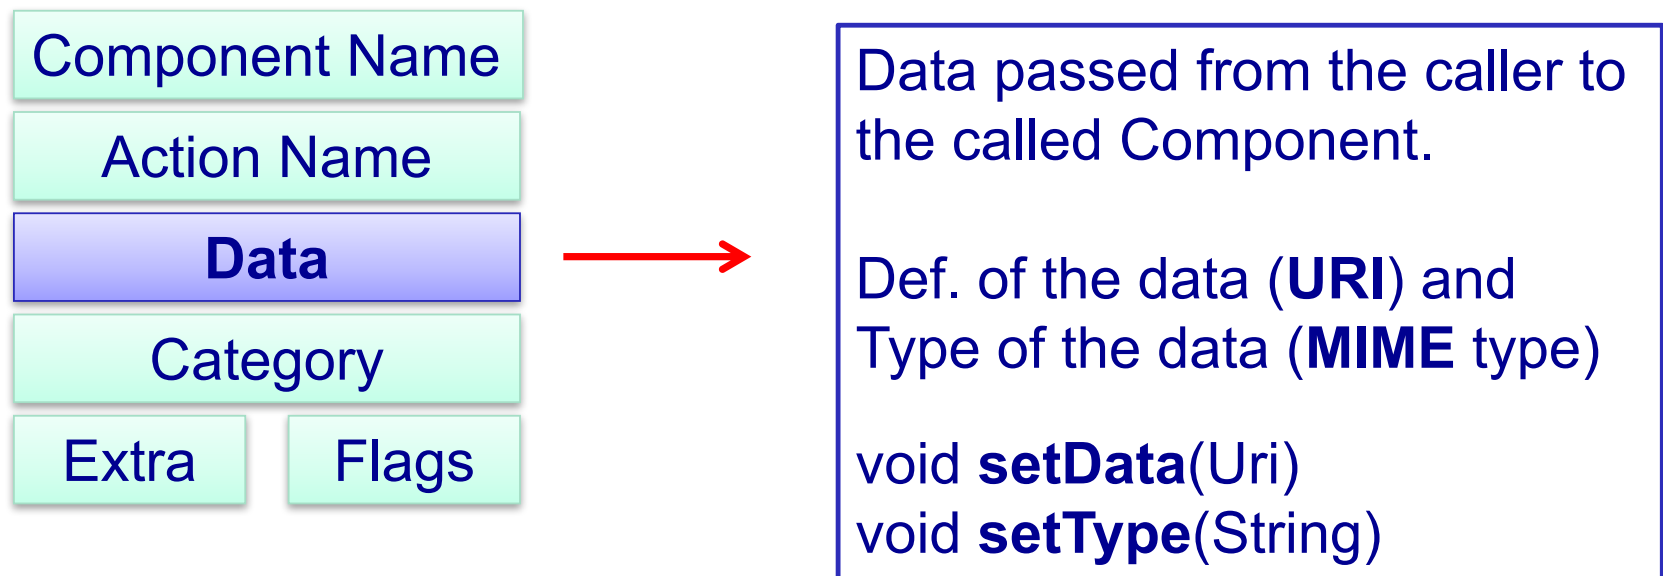 Component Name
Action Name
Data
Category
Extra Flags
Data passed from the caller to
the called Component.
Def. of the data (URI) and
Type of the data (MIME type)
void setData(Uri)
void setType(String)